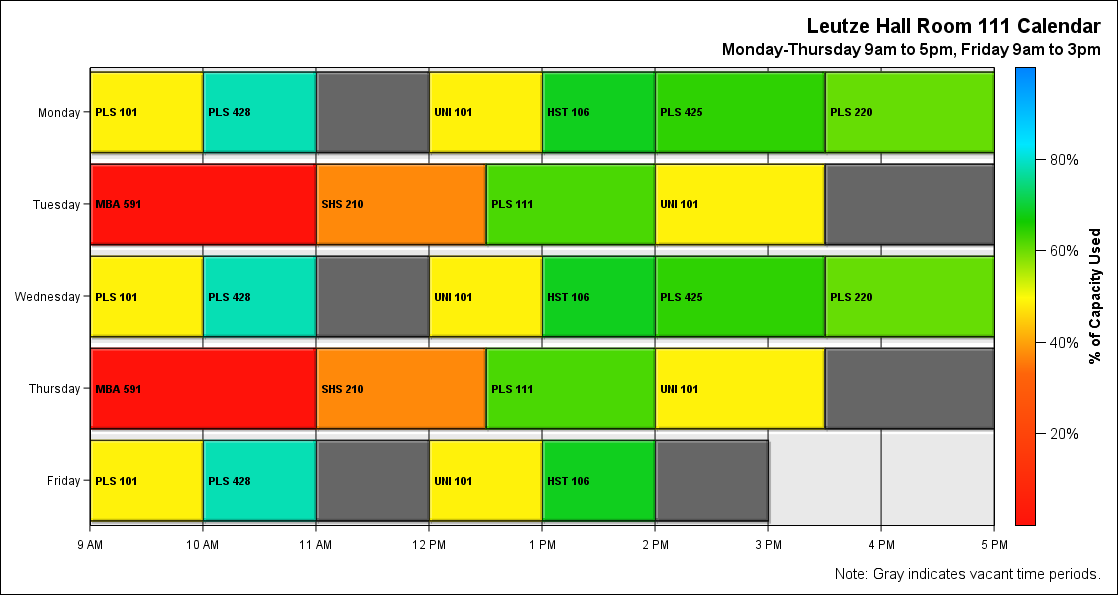 Leutze Hall Room 111 Calendar
Monday-Thursday 9am to 5pm, Friday 9am to 3pm
Monday PLS 101 PLS 428 UNI 101 HST 106 PLS 425 PLS 220
80%
Tuesday MBA 591 SHS 210 PLS 111 UNI 101
60%
Wednesday PLS 101 PLS 428 UNI 101 HST 106 PLS 425 PLS 220
% of Capacity Used
40%
Thursday MBA 591 SHS 210 PLS 111 UNI 101
20%
Friday PLS 101 PLS 428 UNI 101 HST 106
9 AM 10 AM 11 AM 12 PM 1 PM 2 PM 3 PM 4 PM 5 PM
Note: Gray indicates vacant time periods.